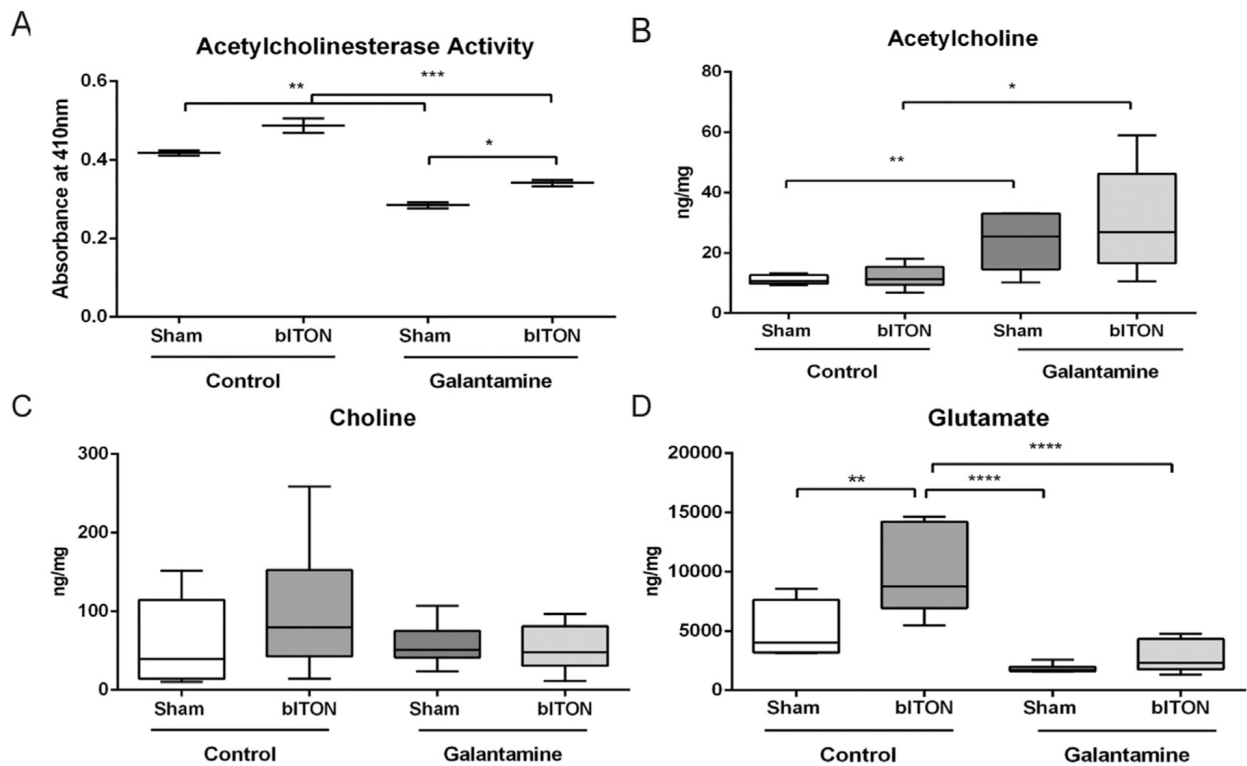 A
Acetylcholinesterase Activity
Absorbance at 410nm
0.6
0.4
0.2
0.0
**
***
*
Sham
bITON
Sham
bITON
Control
Galantamine
B
Acetylcholine
ng/mg
80
60
40
20
0
*
**
Sham
bITON
Sham
bITON
Control
Galantamine
C
Choline
ng/mg
300
200
100
0
Sham
bITON
Sham
bITON
Control
Galantamine
D
Glutamate
ng/mg
20000
15000
10000
5000
0
****
**
****
Sham
bITON
Sham
bITON
Control
Galantamine